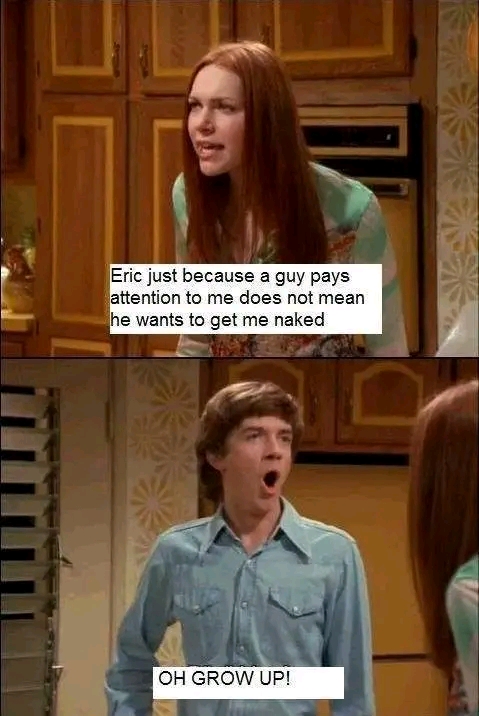 Eric just because a guy pays
attention to me does not mean
he wants to get me naked
OH GROW UP!